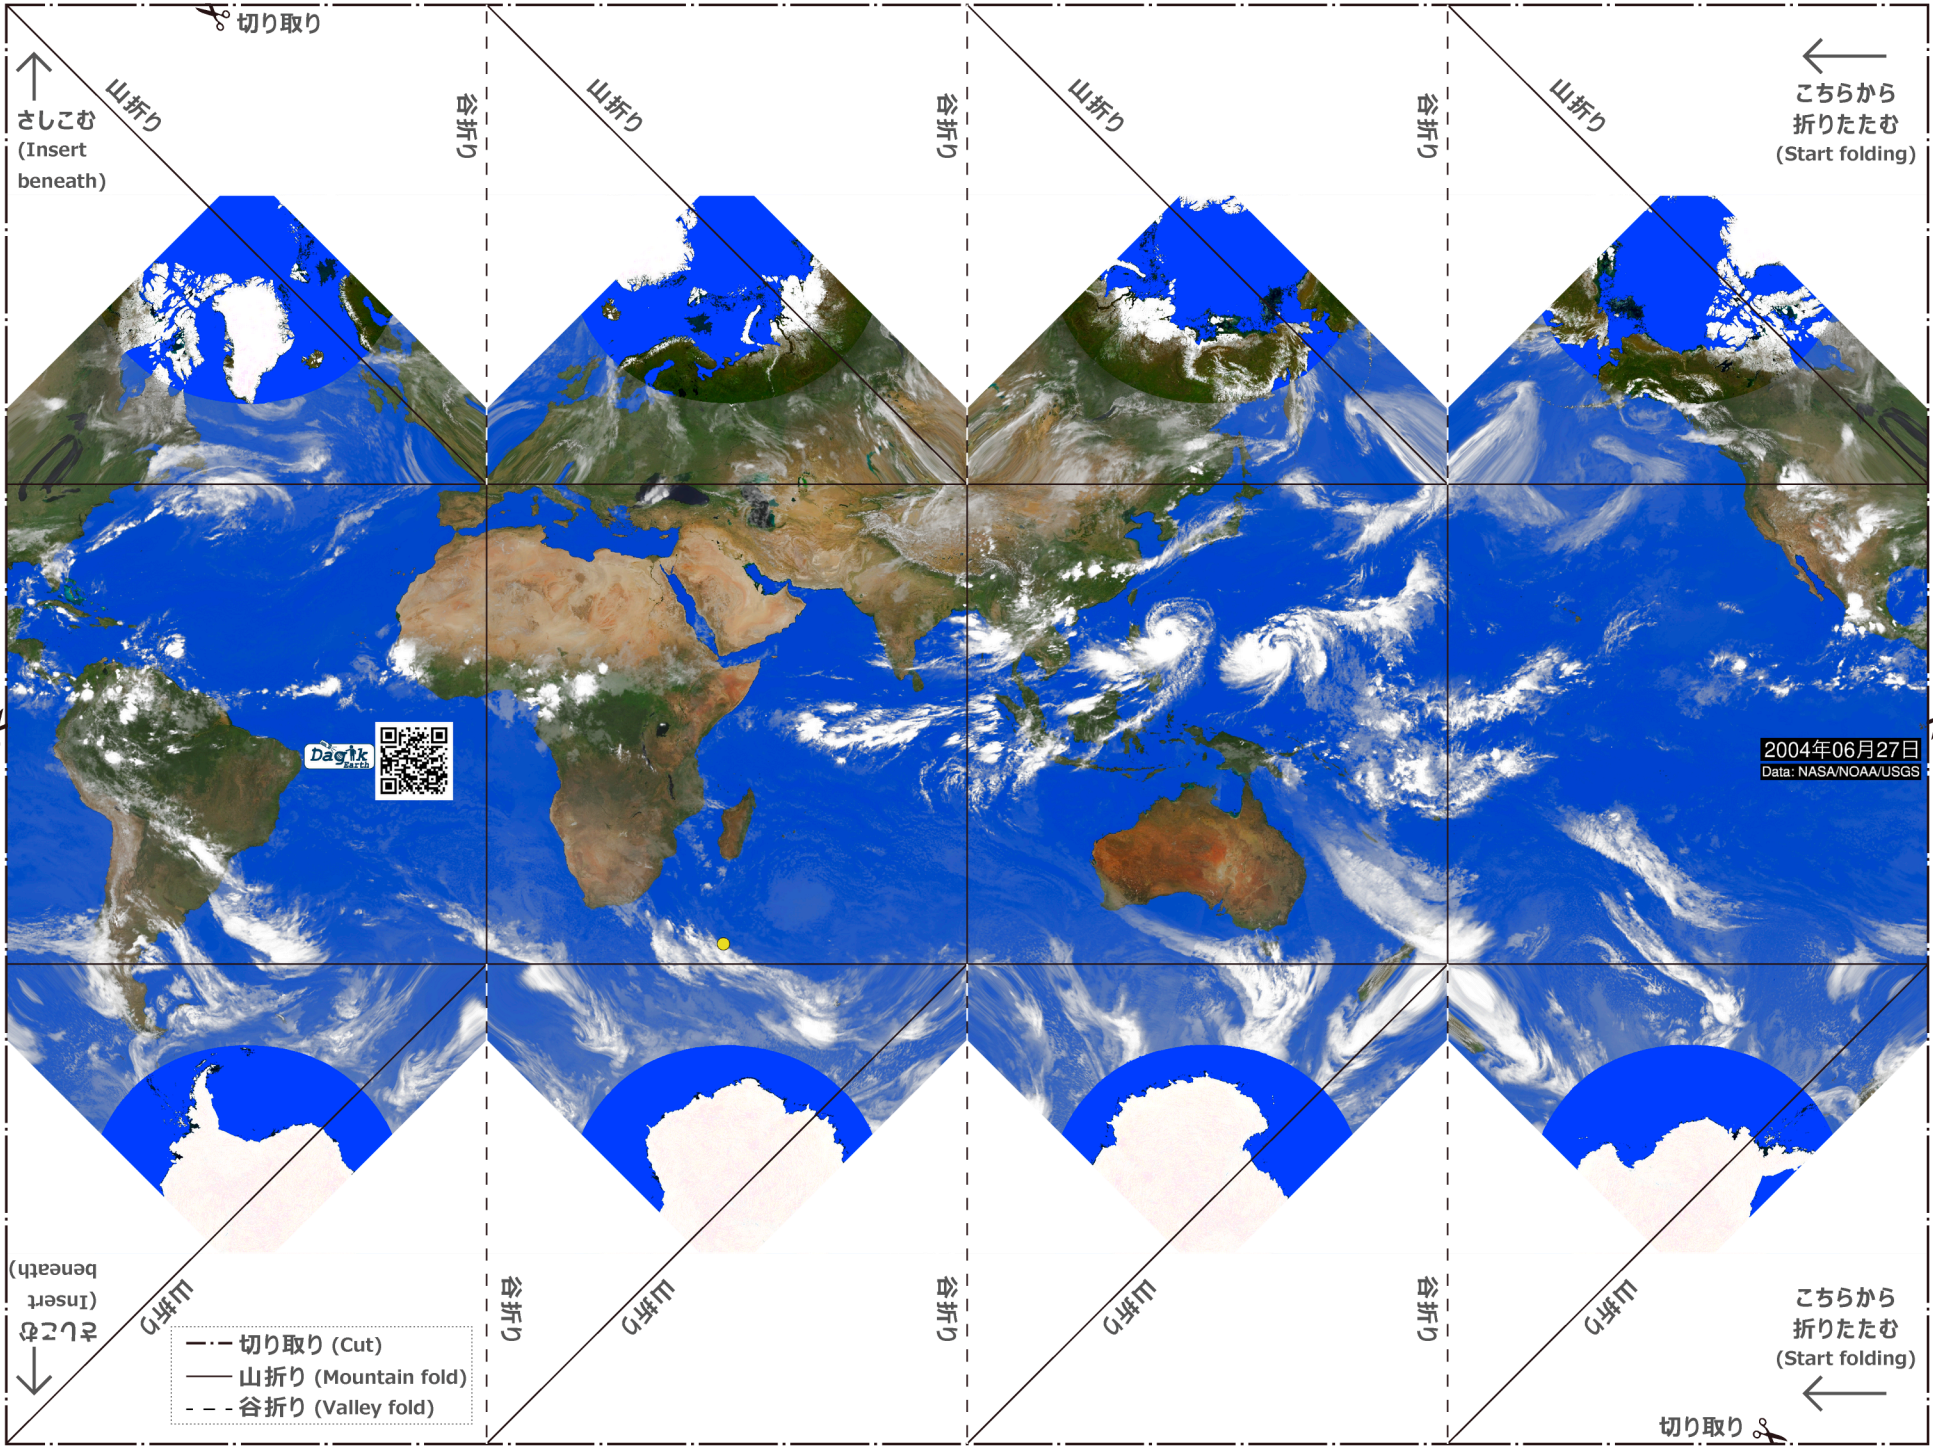 切り取り
山折り
谷折り
山折り
谷折り
山折り
谷折り
山折り
こちらから
折りたたむ
(Start folding)
さしこむ
(Insert
beneath)
Dagik
Earth
2004年06月27日
Data: NASA/NOAA/USGS
さしこむ
(Insert
beneath)
山折り
谷折り
山折り
谷折り
山折り
谷折り
山折り
こちらから
折りたたむ
(Start folding)
切り取り (Cut)
山折り (Mountain fold)
谷折り (Valley fold)
切り取り